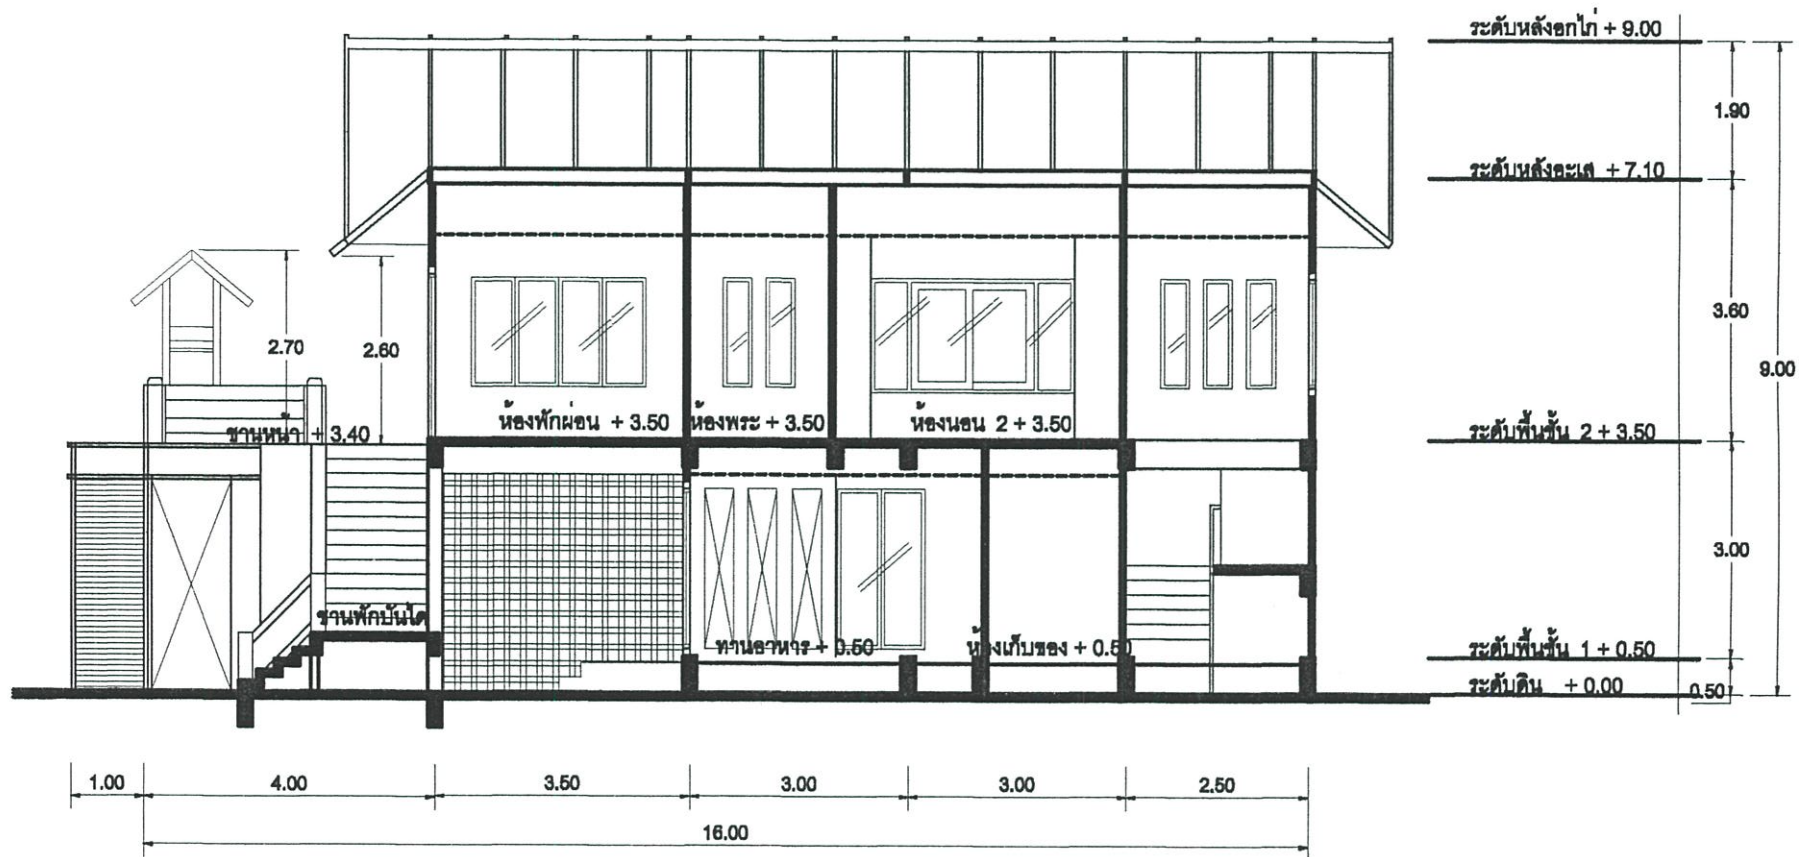 ระดับหลังอกไก่ + 9.00
1.90
ระดับหลังอะเส + 7.10
3.60
9.00
2.70
2.60
ห้องพักผ่อน + 3.50
ห้องพระ + 3.50
ห้องนอน 2 + 3.50
ชานหน้า + 3.40
ระดับพื้นชั้น 2 + 3.50
3.00
ชานพักบันได
ทานอาหาร + 0.50
ห้องเก็บของ + 0.50
ระดับพื้นชั้น 1 + 0.50
ระดับดิน + 0.00
0.50
1.00
4.00
3.50
3.00
3.00
2.50
16.00